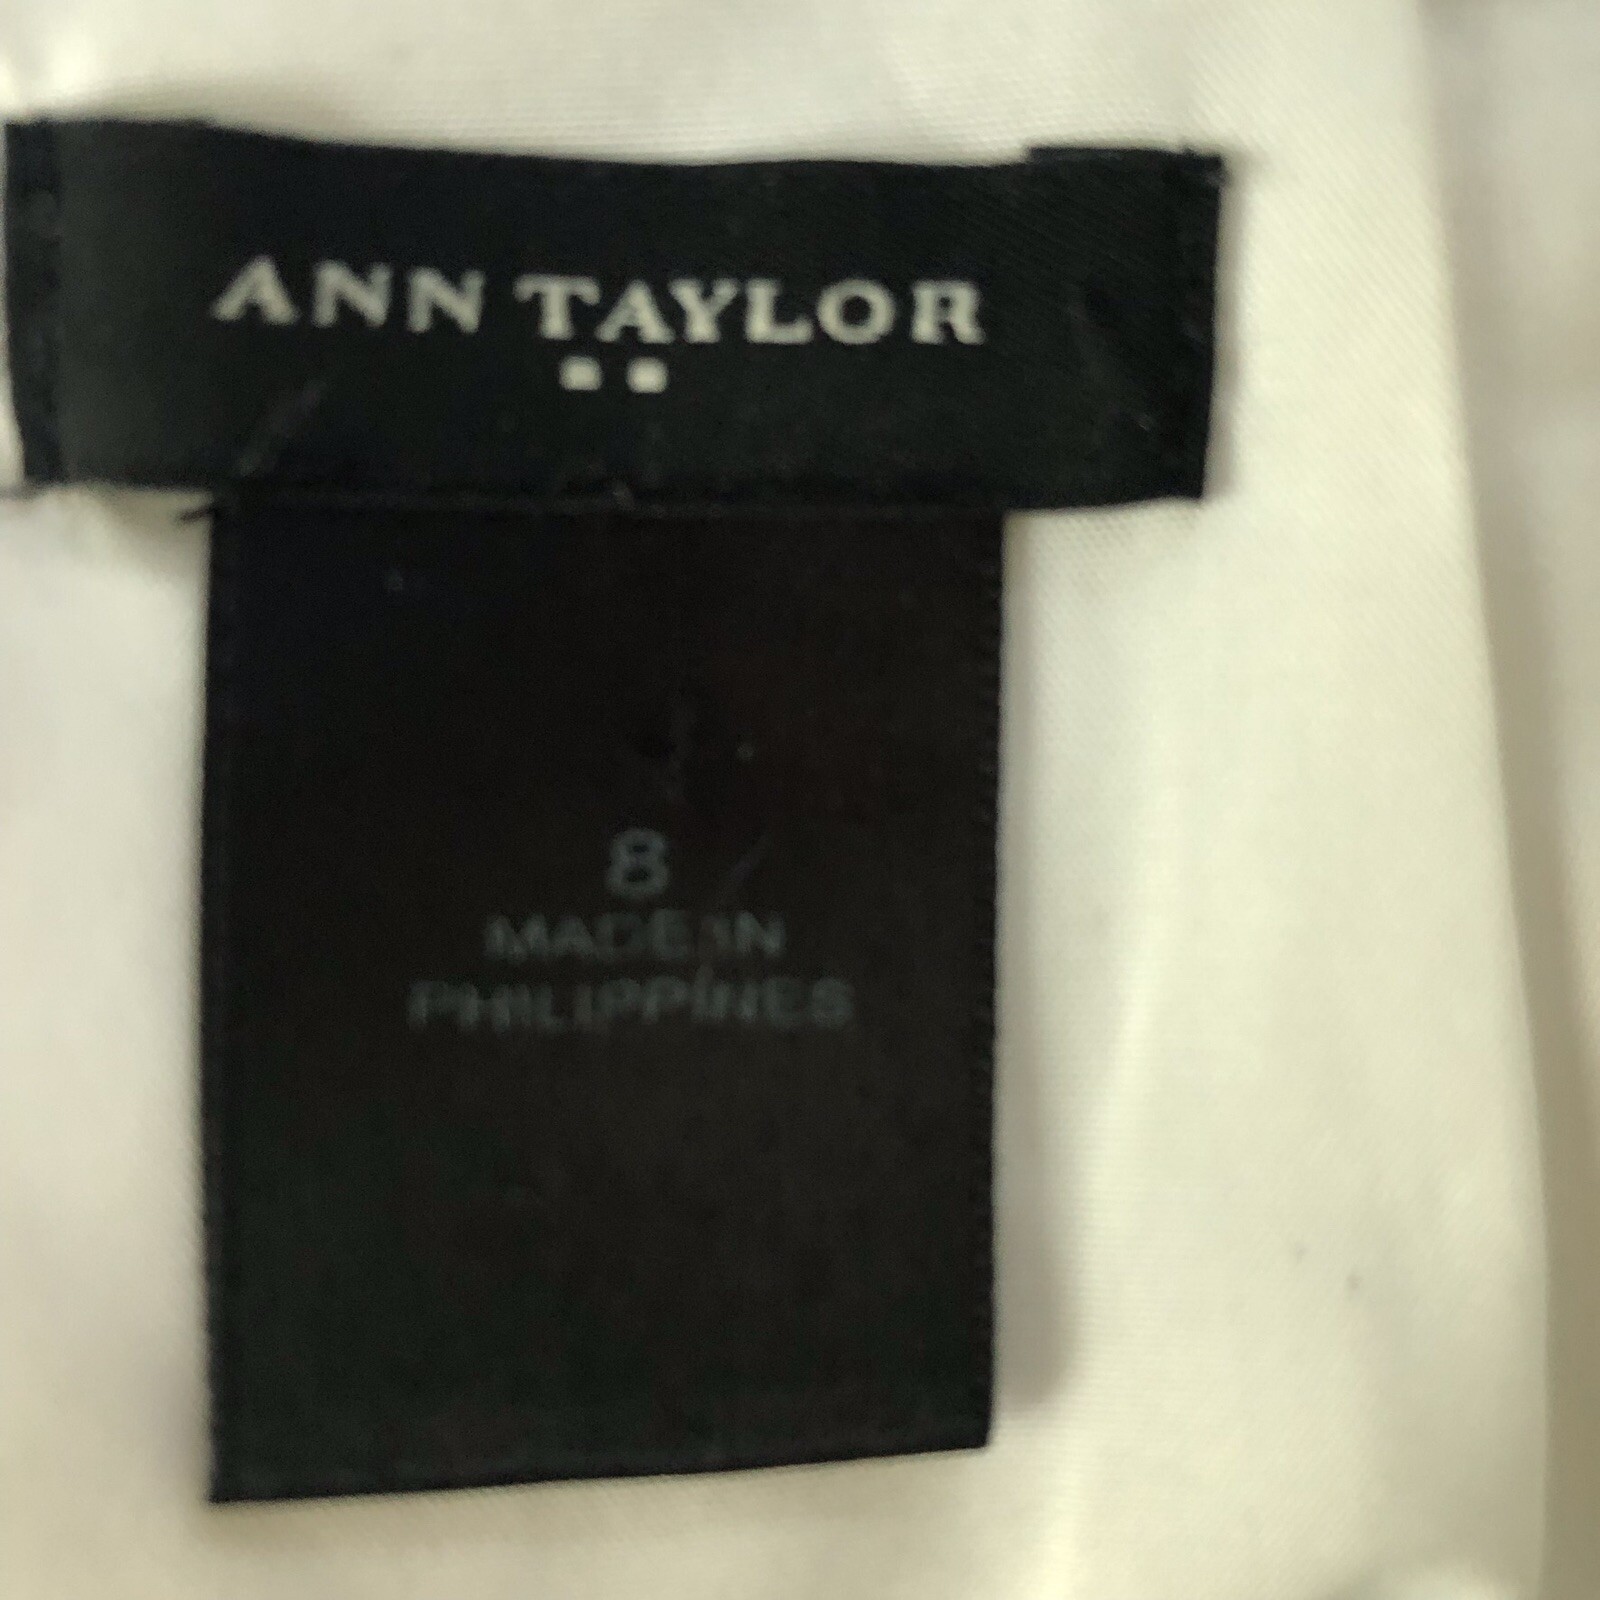 ANN TAYLOR
8
MADE IN
PHILIPPINES